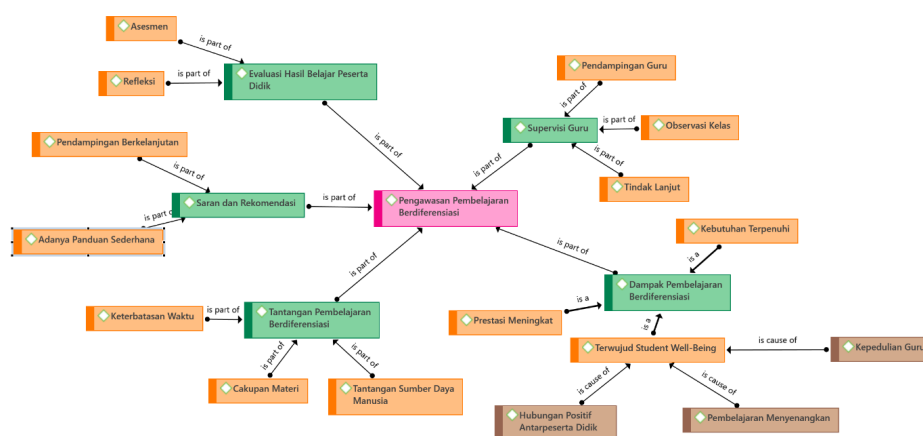 Asesmen
is part of
Refleksi
is part of
Evaluasi Hasil Belajar Peserta
Didik
is part of
Pendampingan Guru
is part of
Supervisi Guru
is part of
Observasi Kelas
is part of
Tindak Lanjut
is part of
Pendampingan Berkelanjutan
is part of
Saran dan Rekomendasi
is part of
Pengawasan Pembelajaran
Berdiferensiasi
is part of
Adanya Panduan Sederhana
is part of
Kebutuhan Terpenuhi
is a
Dampak Pembelajaran
Berdiferensiasi
is a
Prestasi Meningkat
is a
Keterbatasan Waktu
is part of
Tantangan Pembelajaran
Berdiferensiasi
is part of
is part of
is part of
Cakupan Materi
Tantangan Sumber Daya
Manusia
Terwujud Student Well-Being
is cause of
Kepedulian Guru
is cause of
is cause of
Hubungan Positif
Antarpeserta Didik
Pembelajaran Menyenangkan